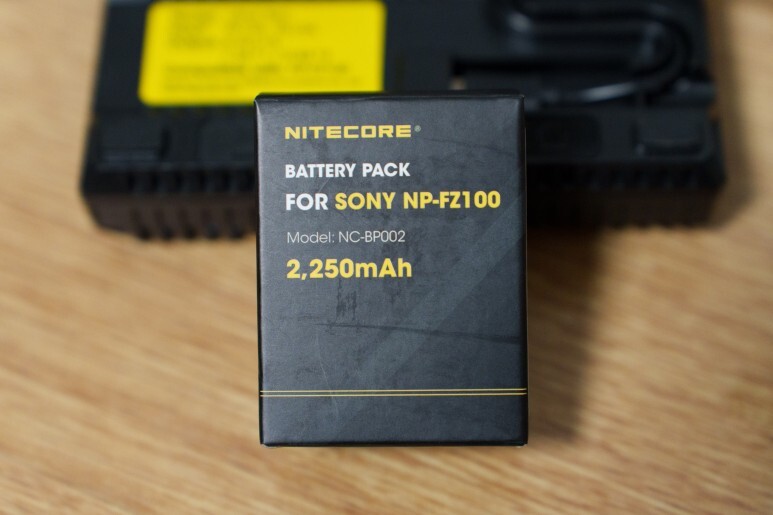 NITECORE®
BATTERY PACK
FOR SONY NP-FZ100
Model: NC-BP002
2,250mAh